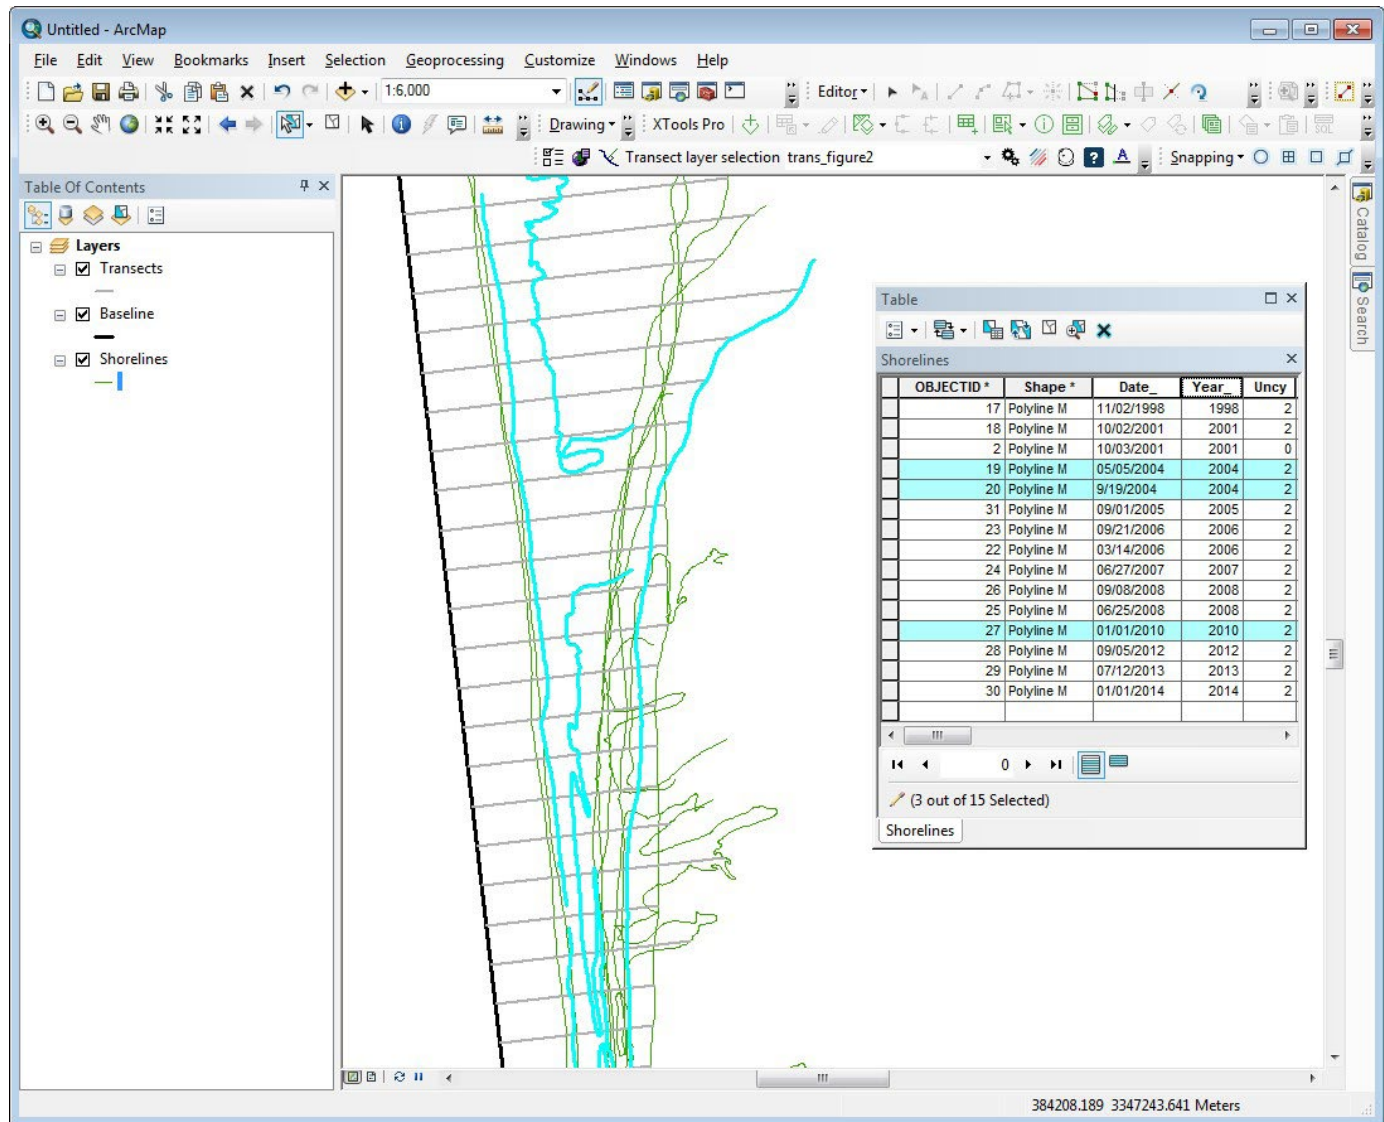 Untitled - ArcMap
File Edit View Bookmarks Insert Selection Geoprocessing Customize Windows Help
1:6,000 Editor
Drawing XTools Pro SQL
Transect layer selection trans_figure2 Snapping
Table Of Contents
Layers
Transects
Baseline
Shorelines
Catalog
Search
Table
Shorelines
OBJECTID * Shape * Date_ Year_ Uncy
17 Polyline M 11/02/1998 1998 2
18 Polyline M 10/02/2001 2001 2
2 Polyline M 10/03/2001 2001 0
19 Polyline M 05/05/2004 2004 2
20 Polyline M 9/19/2004 2004 2
31 Polyline M 09/01/2005 2005 2
23 Polyline M 09/21/2006 2006 2
22 Polyline M 03/14/2006 2006 2
24 Polyline M 06/27/2007 2007 2
26 Polyline M 09/08/2008 2008 2
25 Polyline M 06/25/2008 2008 2
27 Polyline M 01/01/2010 2010 2
28 Polyline M 09/05/2012 2012 2
29 Polyline M 07/12/2013 2013 2
30 Polyline M 01/01/2014 2014 2
0
(3 out of 15 Selected)
Shorelines
384208.189 3347243.641 Meters